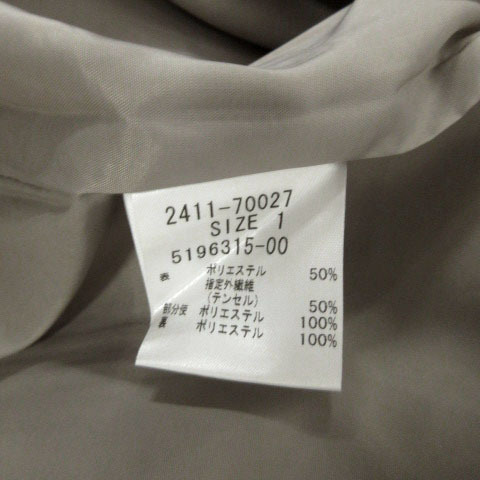 2411-70027
SIZE 1
5196315-00
表 ポリエステル 50%
指定外繊維
(テンセル) 50%
部分使 ポリエステル 100%
裏 ポリエステル 100%